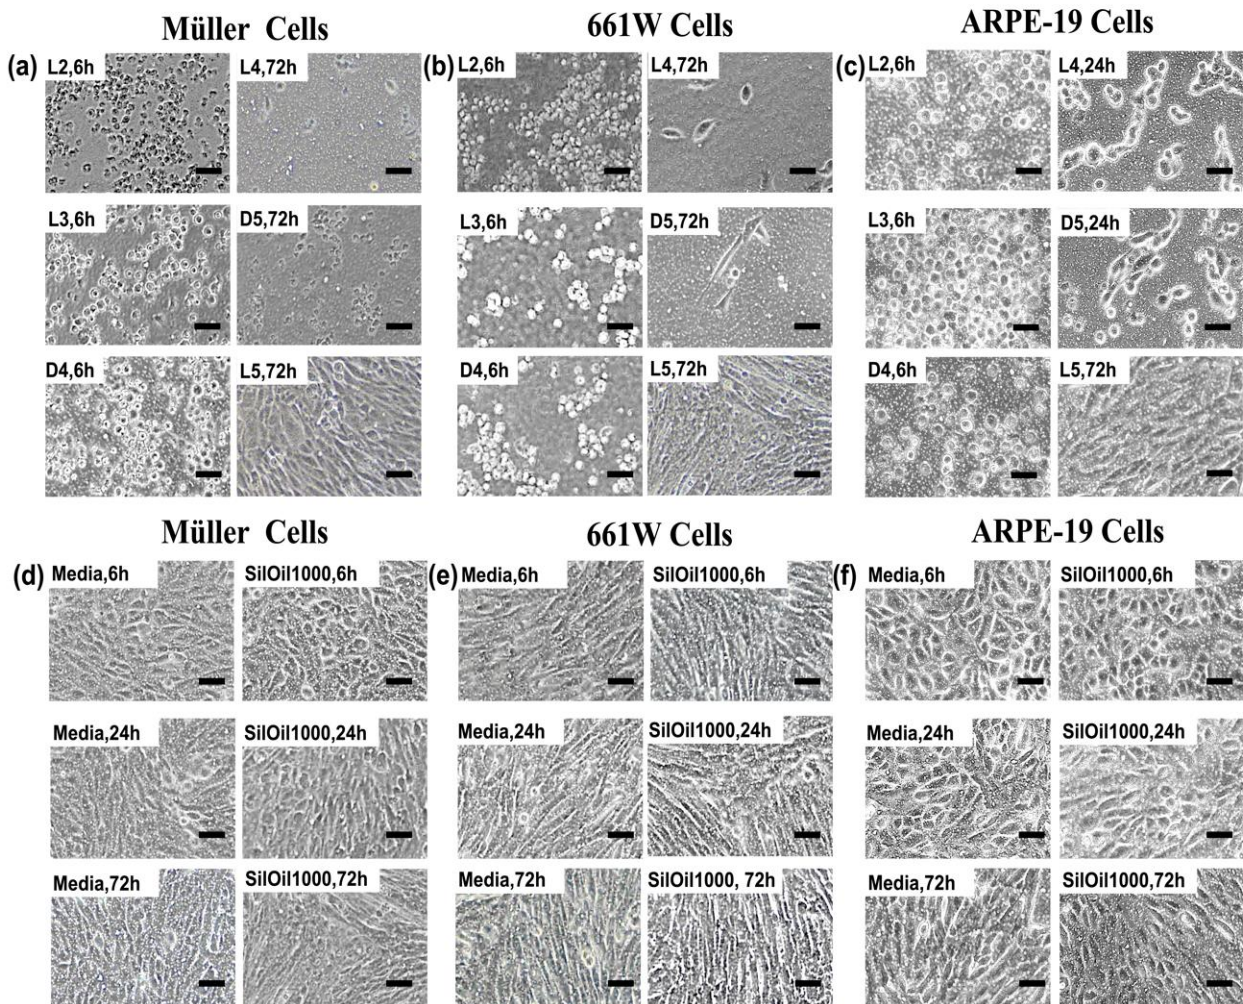 Müller Cells
661W Cells
ARPE-19 Cells
(a)
L2,6h
L4,72h
(b)
L2,6h
L4,72h
(c)
L2,6h
L4,24h
L3,6h
D5,72h
L3,6h
D5,72h
L3,6h
D5,24h
D4,6h
L5,72h
D4,6h
L5,72h
D4,6h
L5,72h
Müller Cells
661W Cells
ARPE-19 Cells
(d)
Media,6h
SilOil1000,6h
(e)
Media,6h
SilOil1000,6h
(f)
Media,6h
SilOil1000,6h
Media,24h
SilOil1000,24h
Media,24h
SilOil1000,24h
Media,24h
SilOil1000,24h
Media,72h
SilOil1000,72h
Media,72h
SilOil1000, 72h
Media,72h
SilOil1000,72h